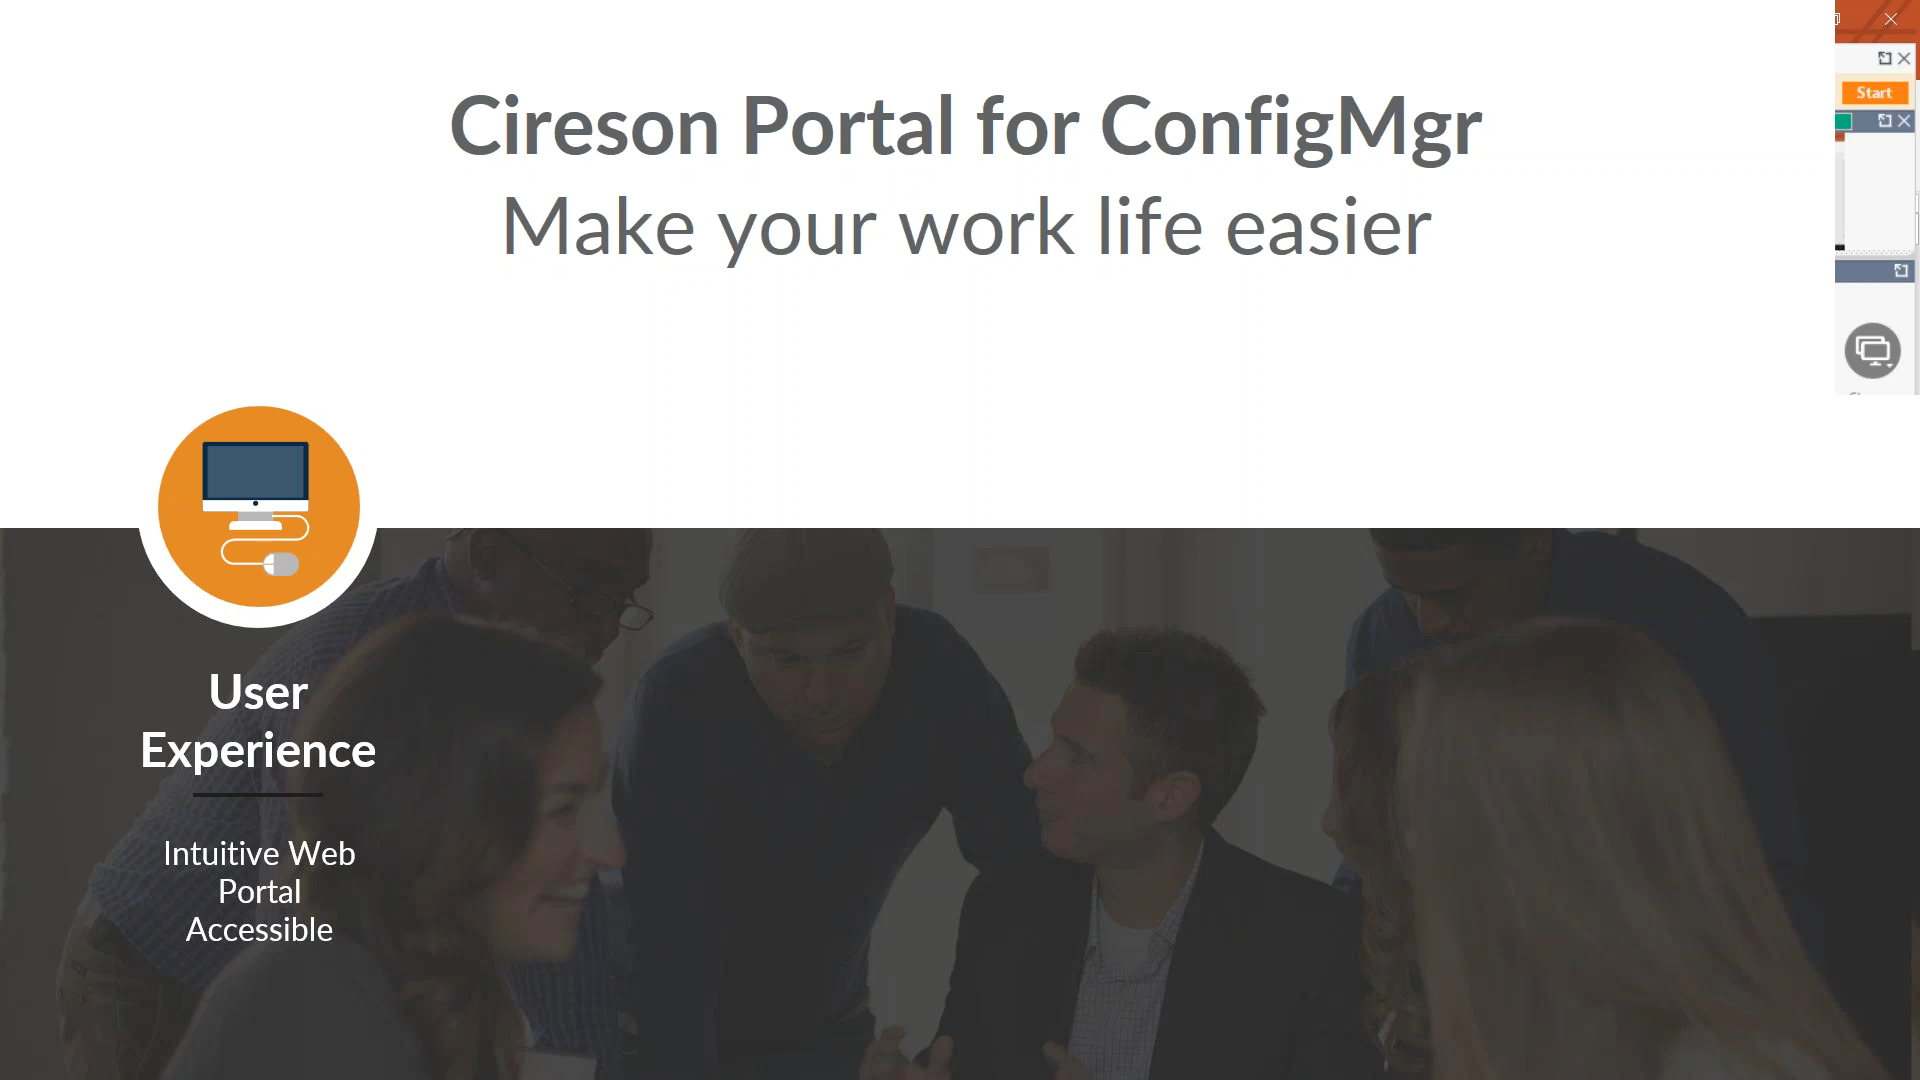 Cireson Portal for ConfigMgr
Make your work life easier
Start
User
Experience
Intuitive Web
Portal
Accessible